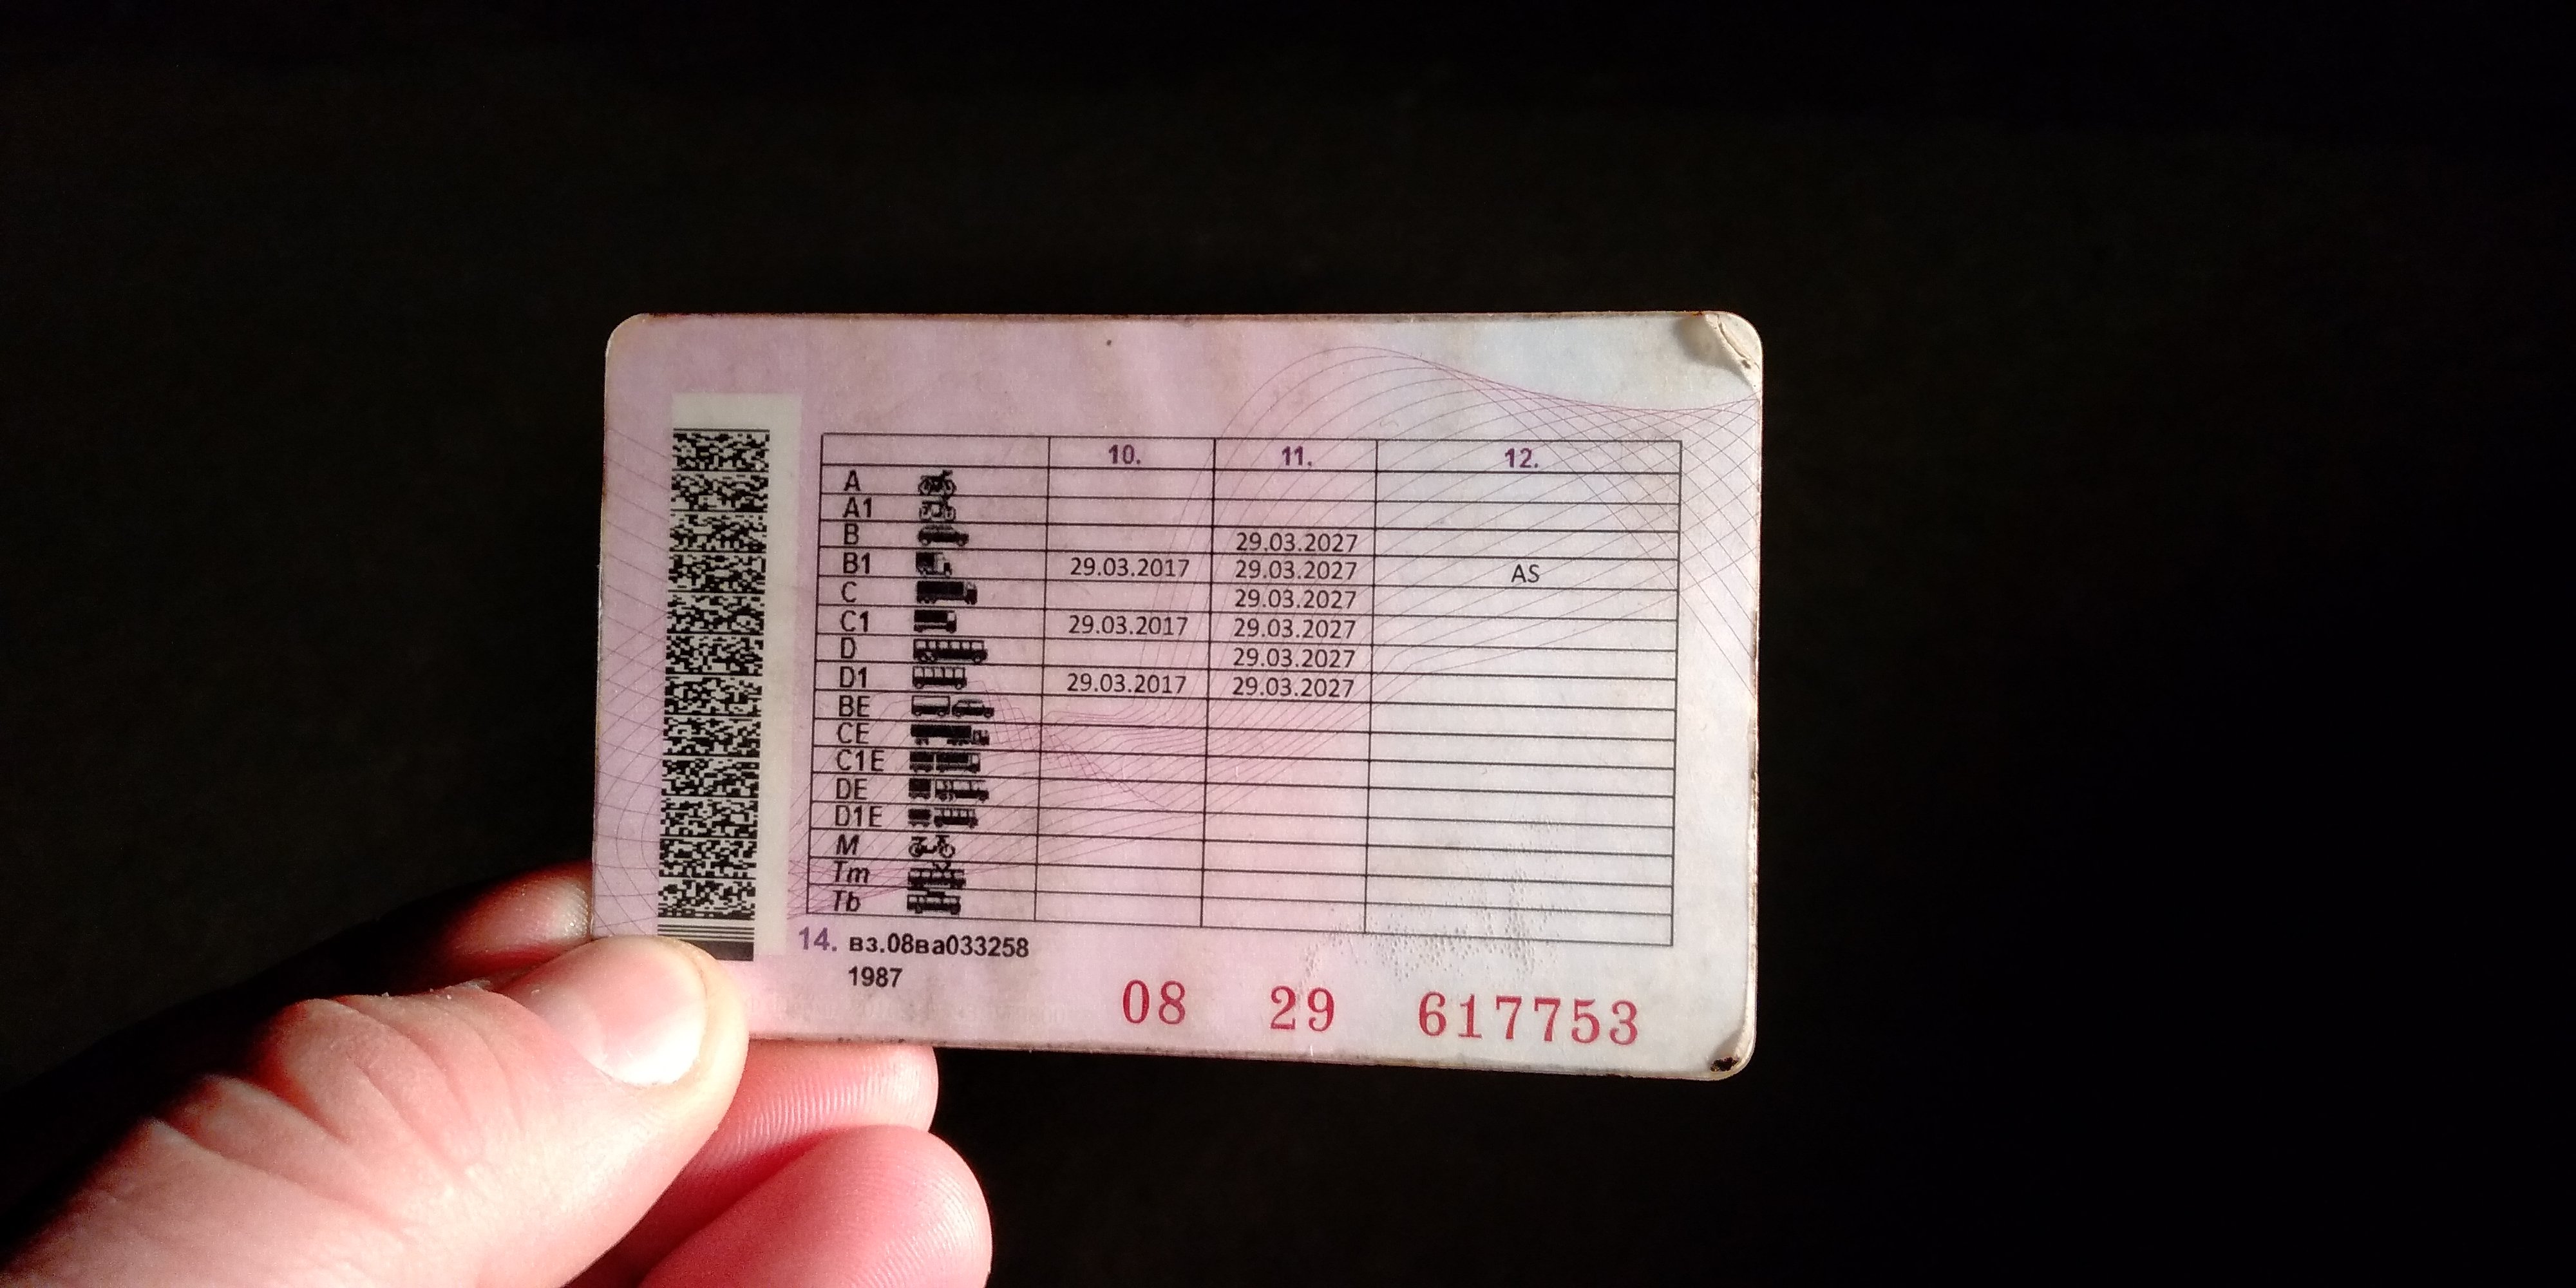 10. 11. 12.
A
A1
B 29.03.2027
B1 29.03.2017 29.03.2027 AS
C 29.03.2027
C1 29.03.2017 29.03.2027
D 29.03.2027
D1 29.03.2017 29.03.2027
BE
CE
C1E
DE
D1E
M
Tm
Tb
14. вз.08ва033258
1987
08 29 617753